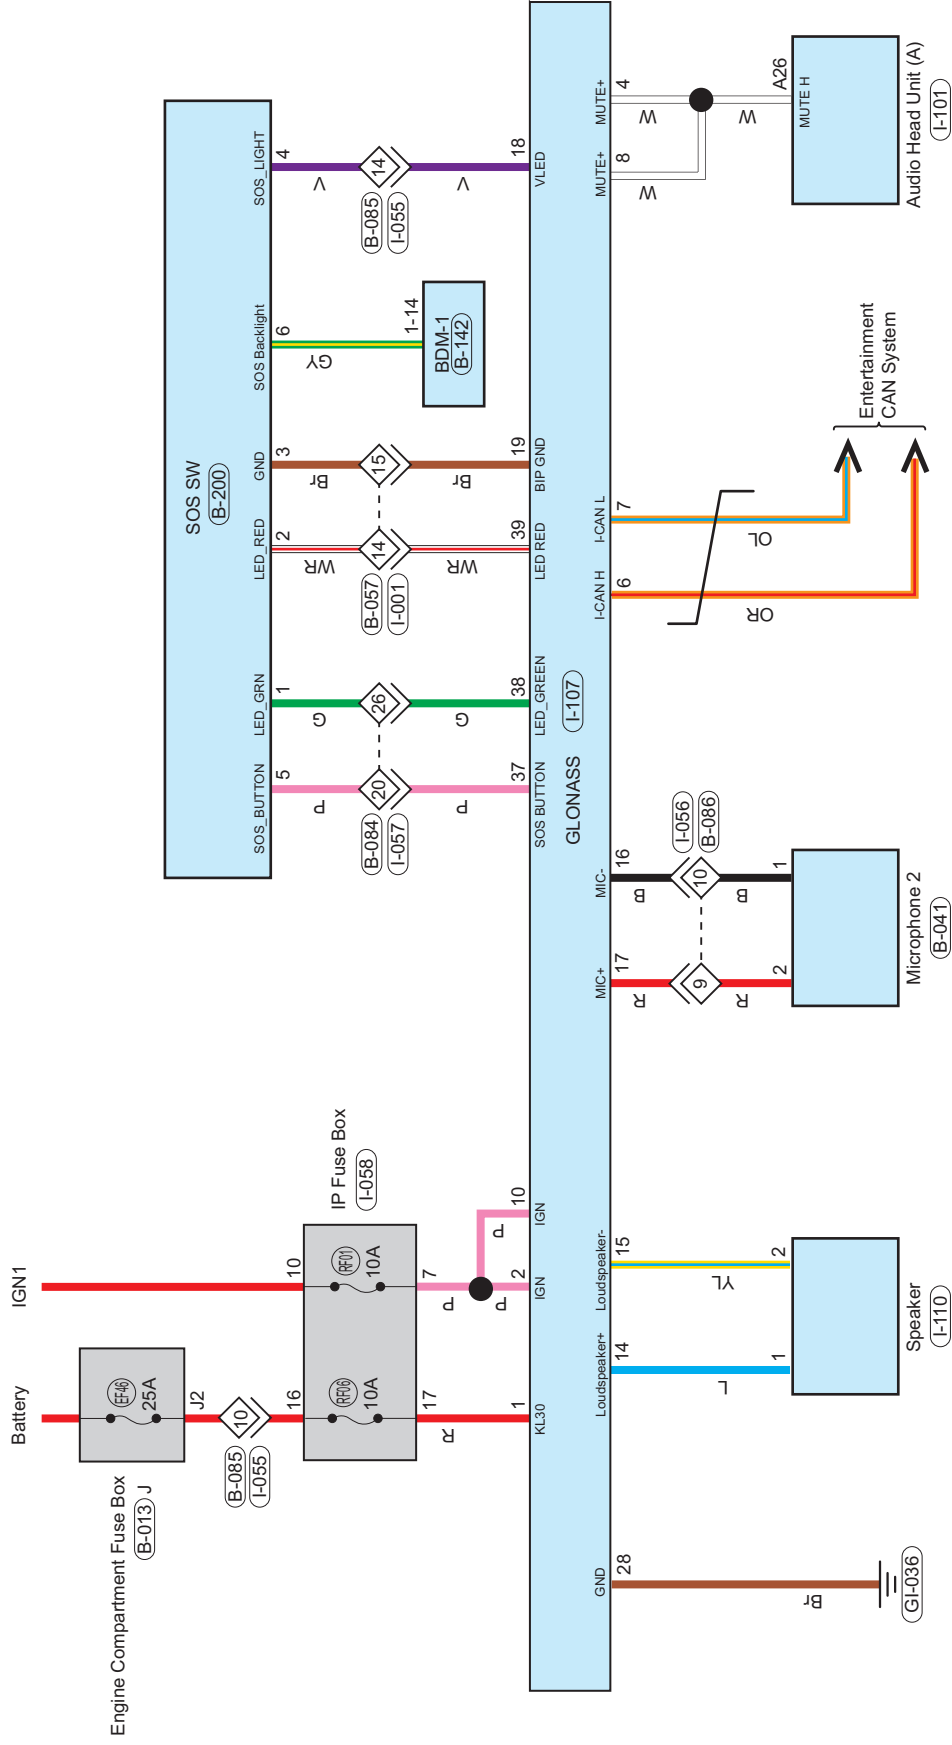 Battery
IGN1
Engine Compartment Fuse Box
B-013 J
EF46
25A
J2
10
B-085
I-055
16
10
IP Fuse Box
I-058
RF06
10A
RF01
10A
17
7
R
P
P
P
1
2
10
KL30
IGN
IGN
SOS SW
B-200
SOS_BUTTON
LED_GRN
LED_RED
GND
SOS Backlight
SOS_LIGHT
5
1
2
3
6
4
P
G
WR
Br
GY
V
B-084
I-057
20
26
B-057
I-001
14
15
1-14
BDM-1
B-142
B-085
I-055
14
P
G
WR
Br
V
37
38
39
19
18
SOS BUTTON
LED_GREEN
LED RED
BIP GND
VLED
GLONASS
I-107
GND
Loudspeaker+
Loudspeaker-
MIC+
MIC-
I-CAN H
I-CAN L
MUTE+
MUTE+
28
14
15
17
16
6
7
8
4
Br
L
YL
R
B
OR
OL
W
W
9
10
I-056
B-086
R
B
W
1
2
2
1
A26
MUTE H
GI-036
Speaker
I-110
Microphone 2
B-041
Entertainment
CAN System
Audio Head Unit (A)
I-101